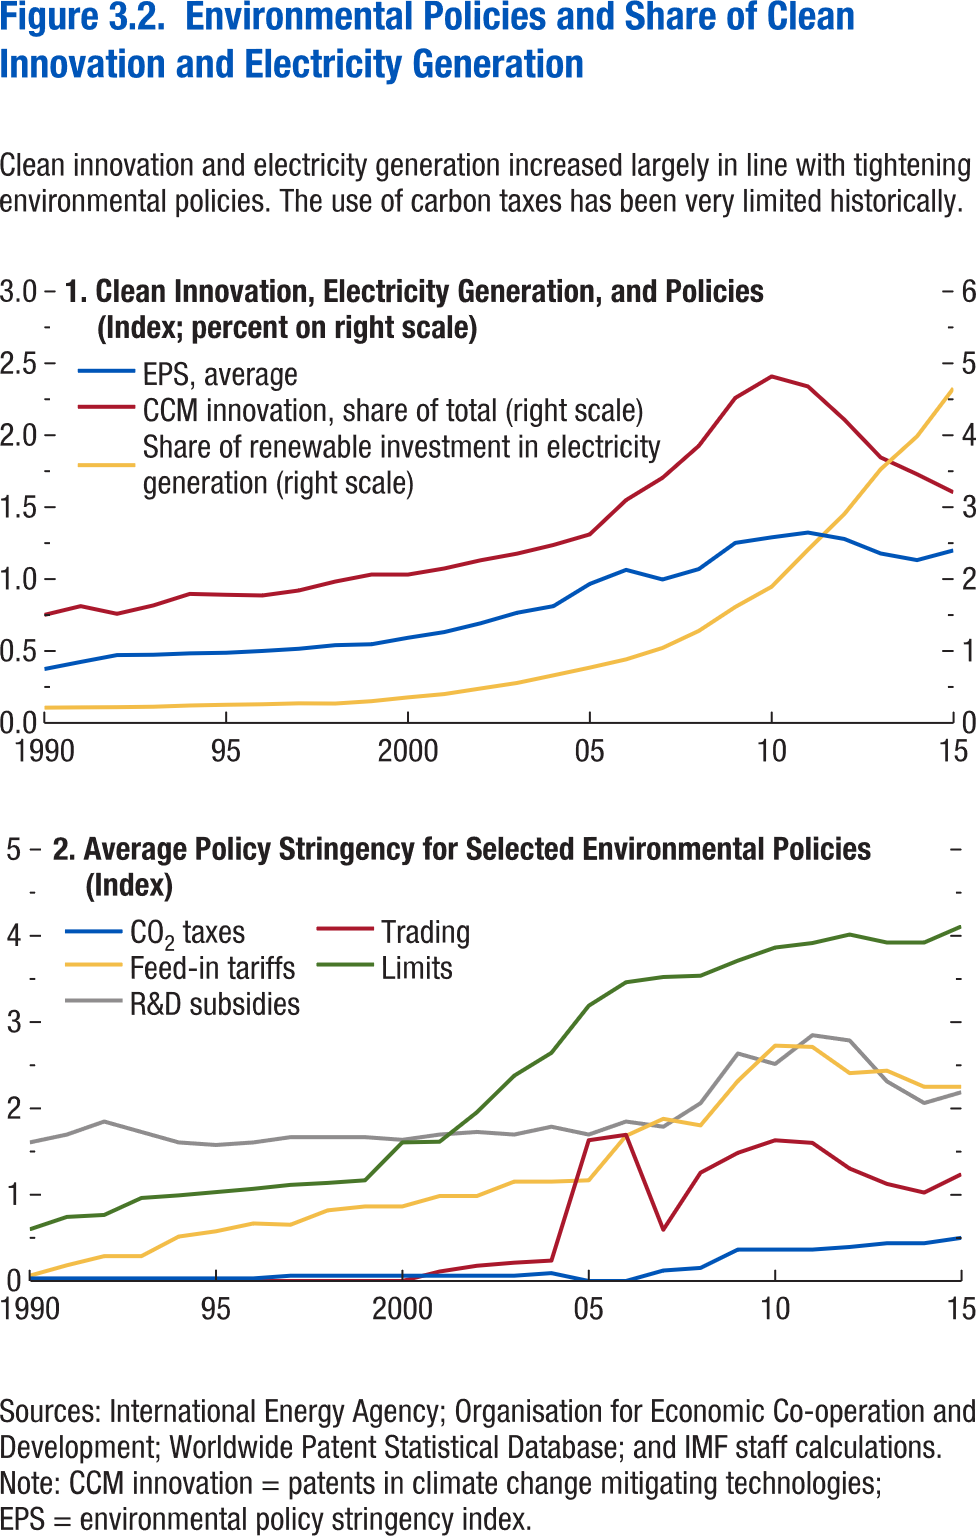 Figure 3.2. Environmental Policies and Share of Clean
Innovation and Electricity Generation
Clean innovation and electricity generation increased largely in line with tightening
environmental policies. The use of carbon taxes has been very limited historically.
3.0
1. Clean Innovation, Electricity Generation, and Policies
6
(Index; percent on right scale)
2.5
EPS, average
5
CCM innovation, share of total (right scale)
2.0
Share of renewable investment in electricity
4
generation (right scale)
1.5
3
1.0
2
0.5
1
0.0
0
1990
95
2000
05
10
15
5
2. Average Policy Stringency for Selected Environmental Policies
(Index)
4
CO2 taxes
Trading
Feed-in tariffs
Limits
R&D subsidies
3
2
1
0
1990
95
2000
05
10
15
Sources: International Energy Agency; Organisation for Economic Co-operation and
Development; Worldwide Patent Statistical Database; and IMF staff calculations.
Note: CCM innovation = patents in climate change mitigating technologies;
EPS = environmental policy stringency index.